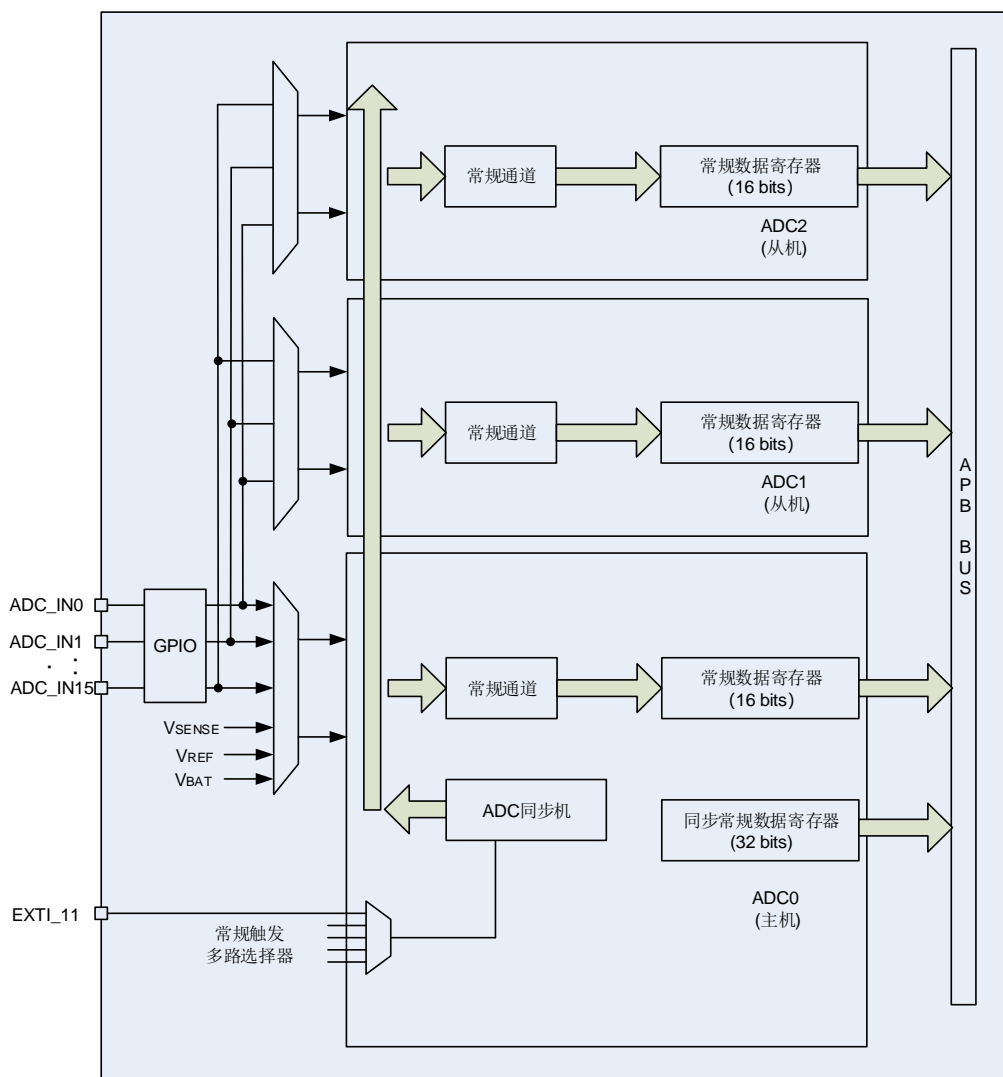 常规通道
常规数据寄存器
(16 bits)
ADC2
(从机)
常规通道
常规数据寄存器
(16 bits)
ADC1
(从机)
APB BUS
ADC_IN0
ADC_IN1
ADC_IN15
GPIO
VSENSE
VREF
VBAT
常规通道
常规数据寄存器
(16 bits)
ADC同步机
同步常规数据寄存器
(32 bits)
ADC0
(主机)
EXTI_11
常规触发
多路选择器